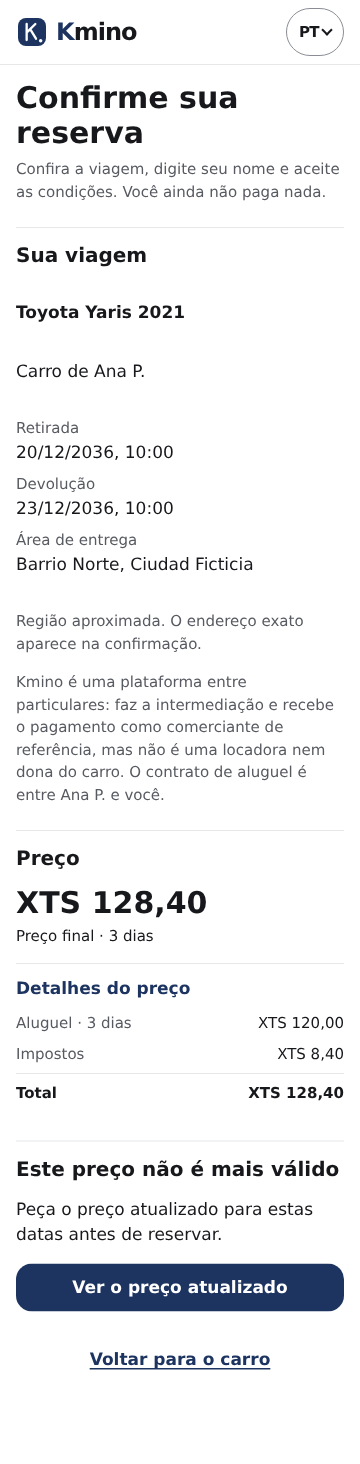 K. Kmino
PT
Confirme sua
reserva
Confira a viagem, digite seu nome e aceite
as condições. Você ainda não paga nada.
Sua viagem
Toyota Yaris 2021
Carro de Ana P.
Retirada
20/12/2036, 10:00
Devolução
23/12/2036, 10:00
Área de entrega
Barrio Norte, Ciudad Ficticia
Região aproximada. O endereço exato
aparece na confirmação.
Kmino é uma plataforma entre
particulares: faz a intermediação e recebe
o pagamento como comerciante de
referência, mas não é uma locadora nem
dona do carro. O contrato de aluguel é
entre Ana P. e você.
Preço
XTS 128,40
Preço final · 3 dias
Detalhes do preço
Aluguel · 3 dias XTS 120,00
Impostos XTS 8,40
Total XTS 128,40
Este preço não é mais válido
Peça o preço atualizado para estas
datas antes de reservar.
Ver o preço atualizado
Voltar para o carro